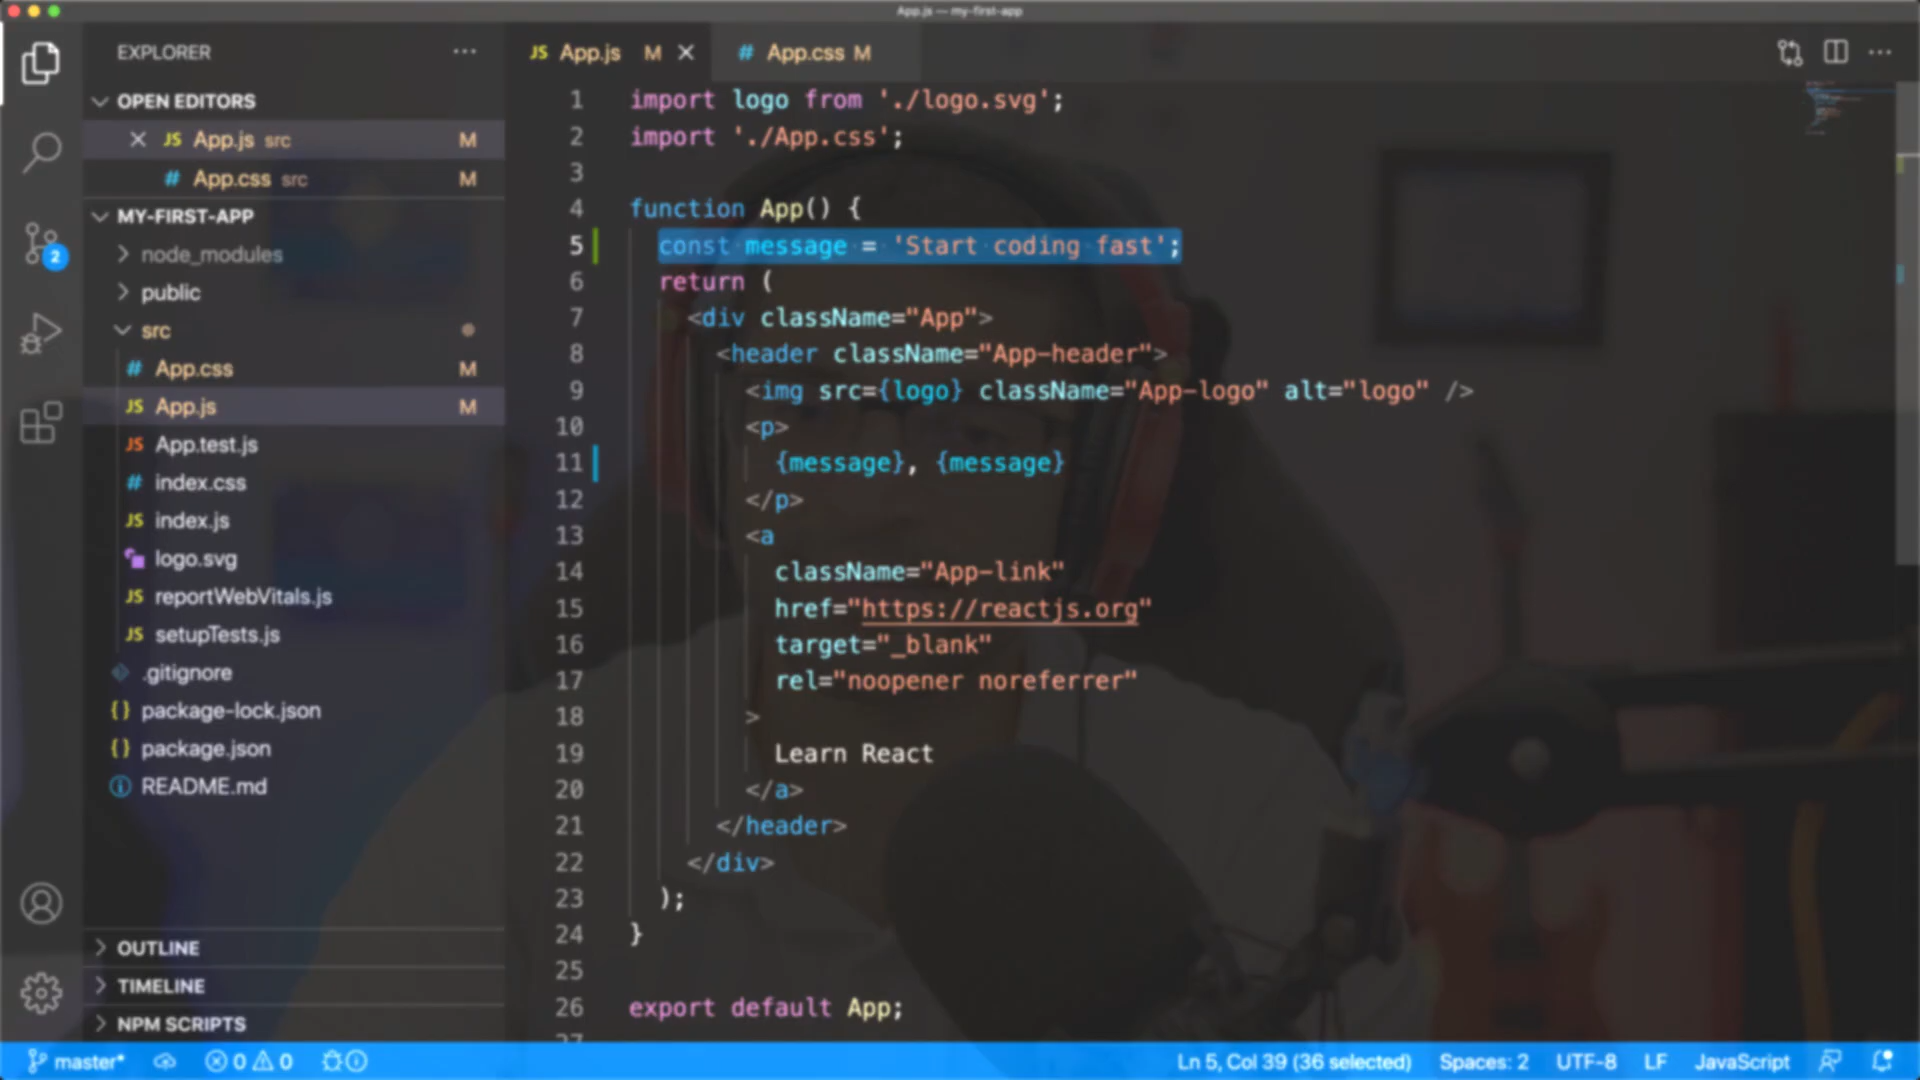 App.js — my-first-app
EXPLORER
OPEN EDITORS
JS App.js src M
# App.css src M
MY-FIRST-APP
node_modules
public
src
# App.css M
JS App.js M
JS App.test.js
# index.css
JS index.js
logo.svg
JS reportWebVitals.js
JS setupTests.js
.gitignore
{} package-lock.json
{} package.json
README.md
OUTLINE
TIMELINE
NPM SCRIPTS
2
JS App.js M
# App.css M
1 import logo from './logo.svg';
2 import './App.css';
3
4 function App() {
5 const message = 'Start coding fast';
6 return (
7 <div className="App">
8 <header className="App-header">
9 <img src={logo} className="App-logo" alt="logo" />
10 <p>
11 {message}, {message}
12 </p>
13 <a
14 className="App-link"
15 href="https://reactjs.org"
16 target="_blank"
17 rel="noopener noreferrer"
18 >
19 Learn React
20 </a>
21 </header>
22 </div>
23 );
24 }
25
26 export default App;
27
master* 0 0
Ln 5, Col 39 (36 selected) Spaces: 2 UTF-8 LF JavaScript